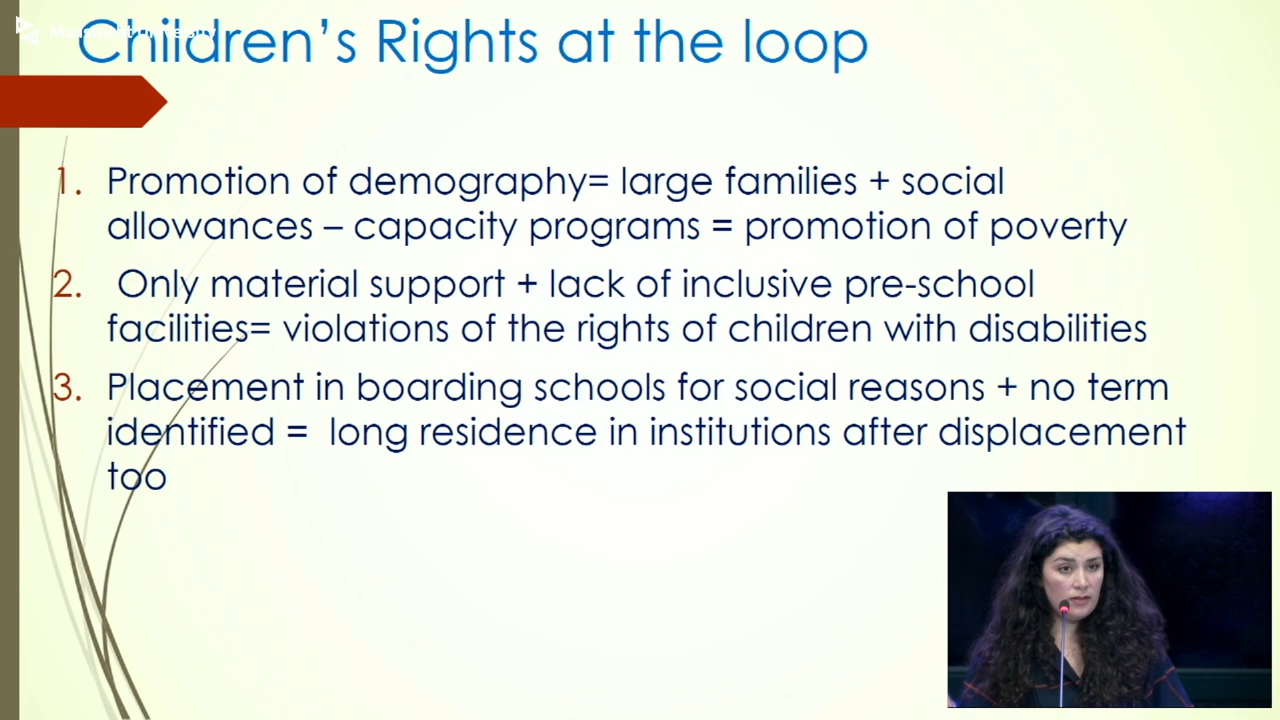 Children's Rights at the loop
1. Promotion of demography= large families + social
allowances – capacity programs = promotion of poverty
2. Only material support + lack of inclusive pre-school
facilities= violations of the rights of children with disabilities
3. Placement in boarding schools for social reasons + no term
identified = long residence in institutions after displacement
too